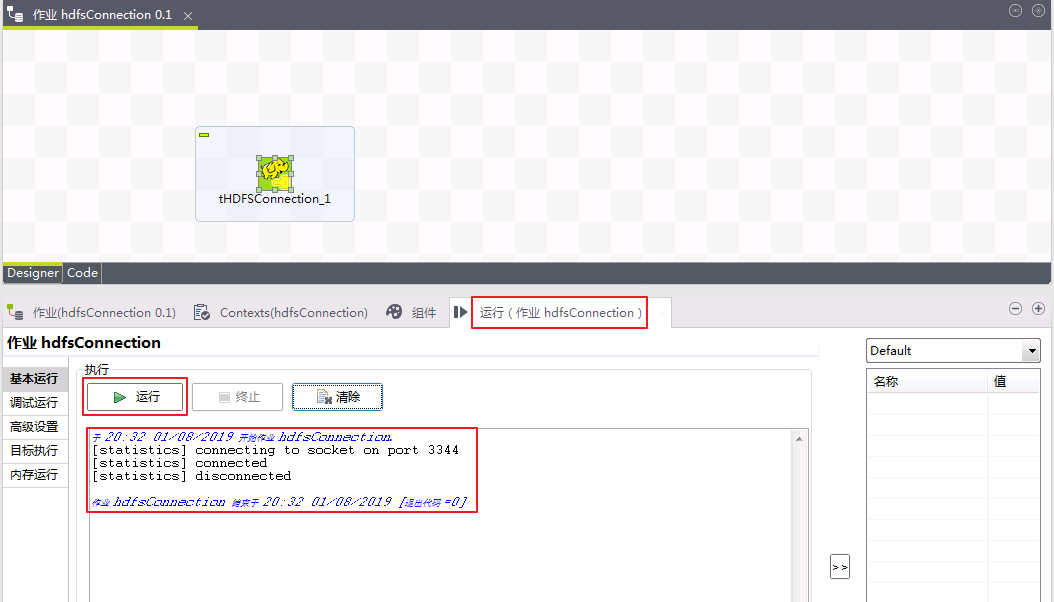 作业 hdfsConnection 0.1
tHDFSConnection_1
Designer Code
作业(hdfsConnection 0.1) Contexts(hdfsConnection) 组件 运行 ( 作业 hdfsConnection )
作业 hdfsConnection
Default
基本运行
调试运行
高级设置
目标执行
内存运行
执行
运行 终止 清除
于 20:32 01/08/2019 开始作业 hdfsConnection.
[statistics] connecting to socket on port 3344
[statistics] connected
[statistics] disconnected
作业 hdfsConnection 结束于 20:32 01/08/2019 [退出代码 =0]
>>
名称 值